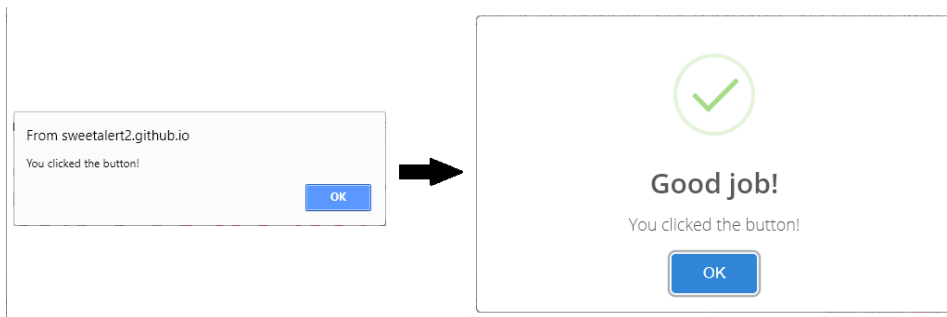 From sweetalert2.github.io
You clicked the button!
OK
Good job!
You clicked the button!
OK